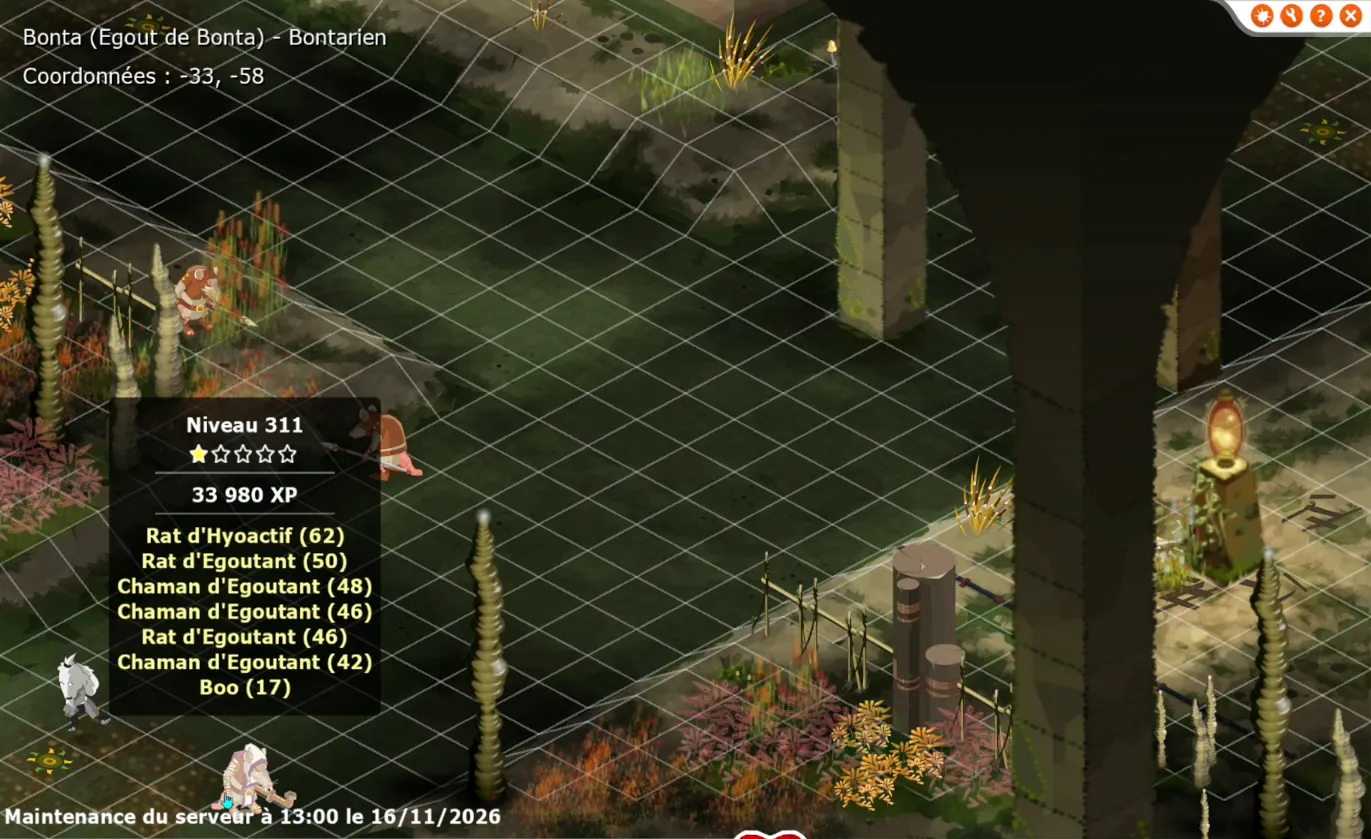 Bonta (Egout de Bonta) - Bontarien
Coordonnées : -33, -58
?
Niveau 311
33 980 XP
Rat d'Hyoactif (62)
Rat d'Egoutant (50)
Chaman d'Egoutant (48)
Chaman d'Egoutant (46)
Rat d'Egoutant (46)
Chaman d'Egoutant (42)
Boo (17)
Maintenance du serveur à 13:00 le 16/11/2026